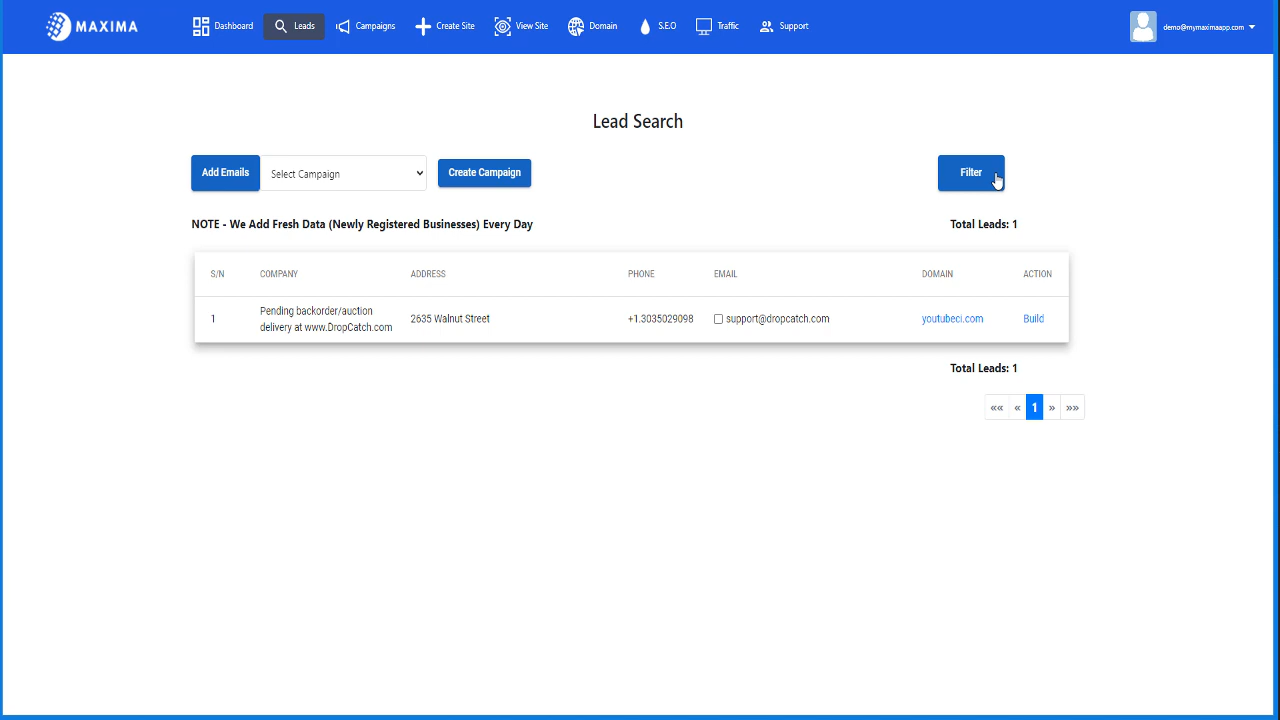 MAXIMA Dashboard Leads Campaigns Create Site View Site Domain S.E.O Traffic Support demo@mymaximaapp.com
Lead Search
Add Emails Select Campaign Create Campaign Filter
NOTE - We Add Fresh Data (Newly Registered Businesses) Every Day Total Leads: 1
S/N COMPANY ADDRESS PHONE EMAIL DOMAIN ACTION
1 Pending backorder/auction
delivery at www.DropCatch.com 2635 Walnut Street +1.3035029098 support@dropcatch.com youtubeci.com Build
Total Leads: 1
«« « 1 » »»